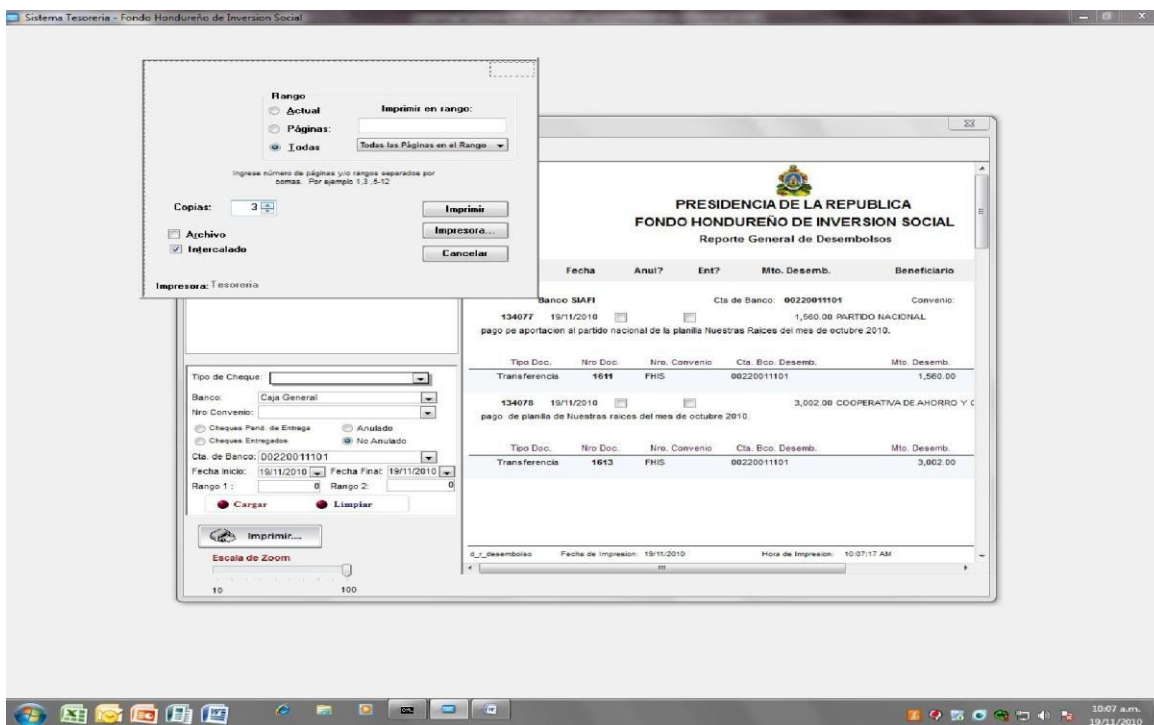 Sistema Tesoreria - Fondo Hondureño de Inversion Social
Rango
Actual
Imprimir en rango:
Páginas:
Todas
Todas las Páginas en el Rango
Ingrese número de páginas y/o rangos separados por
comas. Por ejemplo 1,3 ,5-12
Copias: 3
Imprimir
Archivo
Impresora...
Intercalado
Cancelar
Impresora: Tesoreria
PRESIDENCIA DE LA REPUBLICA
FONDO HONDUREÑO DE INVERSION SOCIAL
Reporte General de Desembolsos
Fecha Anul? Ent? Mto. Desemb. Beneficiario
Banco SIAFI Cta de Banco: 00220011101 Convenio:
134077 19/11/2010 1,560.00 PARTIDO NACIONAL
pago pe aportacion al partido nacional de la planilla Nuestras Raices del mes de octubre 2010.
Tipo Doc. Nro Doc. Nro. Convenio Cta. Bco. Desemb. Mto. Desemb.
Transferencia 1611 FHIS 00220011101 1,560.00
134078 19/11/2010 3,002.00 COOPERATIVA DE AHORRO Y
pago de planilla de Nuestras raices del mes de octubre 2010.
Tipo Doc. Nro Doc. Nro. Convenio Cta. Bco. Desemb. Mto. Desemb.
Transferencia 1613 FHIS 00220011101 3,002.00
d_r_desembolso Fecha de Impresion: 19/11/2010 Hora de Impresion: 10:07:17 AM
Tipo de Cheque:
Banco: Caja General
Nro Convenio:
Cheques Pend. de Entrega Anulado
Cheques Entregados No Anulado
Cta. de Banco: 00220011101
Fecha Inicio: 19/11/2010 Fecha Final: 19/11/2010
Rango 1 : 0 Rango 2: 0
Cargar Limpiar
Imprimir....
Escala de Zoom
10 100
10:07 a.m.
19/11/2010